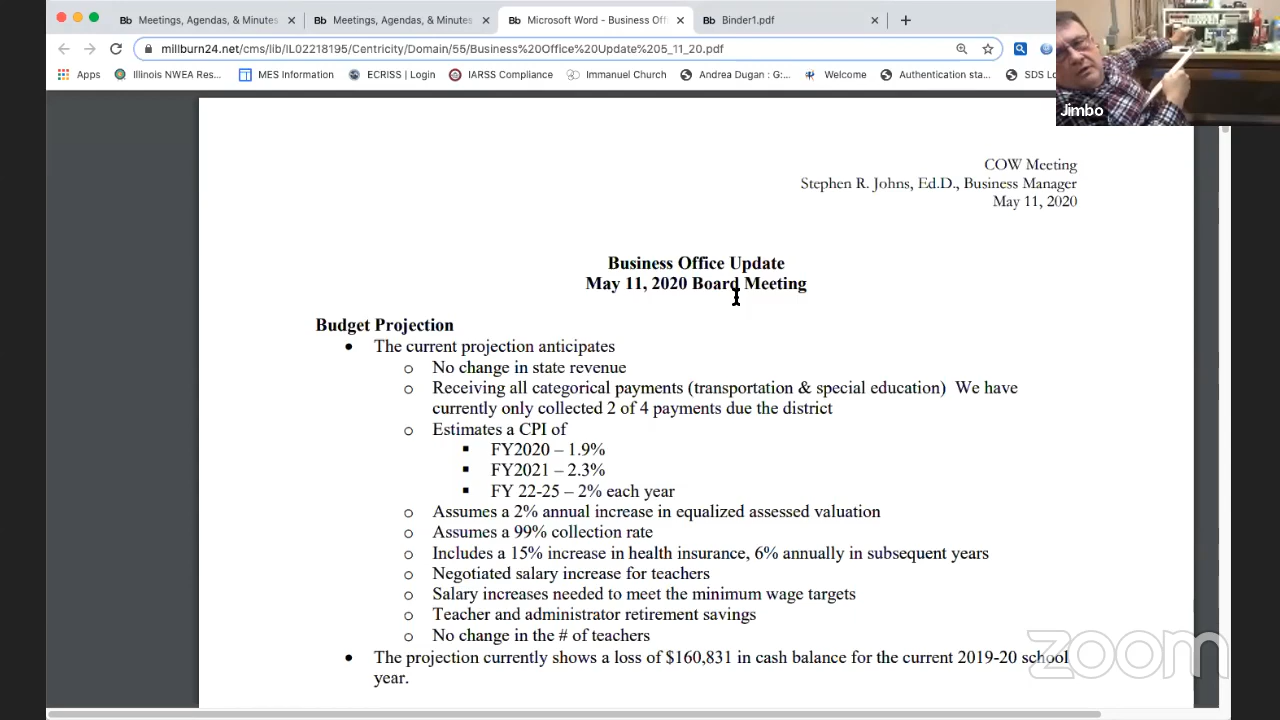 Bb Meetings, Agendas, & Minutes
Bb Meetings, Agendas, & Minutes
Bb Microsoft Word - Business Off
Bb Binder1.pdf
millburn24.net/cms/lib/IL02218195/Centricity/Domain/55/Business%20Office%20Update%205_11_20.pdf
Apps
Illinois NWEA Res...
MES Information
ECRISS | Login
IARSS Compliance
Immanuel Church
Andrea Dugan : G:...
Welcome
Authentication sta...
SDS Lo
Jimbo
COW Meeting
Stephen R. Johns, Ed.D., Business Manager
May 11, 2020
Business Office Update
May 11, 2020 Board Meeting
Budget Projection
• The current projection anticipates
o No change in state revenue
o Receiving all categorical payments (transportation & special education) We have
currently only collected 2 of 4 payments due the district
o Estimates a CPI of
▪ FY2020 – 1.9%
▪ FY2021 – 2.3%
▪ FY 22-25 – 2% each year
o Assumes a 2% annual increase in equalized assessed valuation
o Assumes a 99% collection rate
o Includes a 15% increase in health insurance, 6% annually in subsequent years
o Negotiated salary increase for teachers
o Salary increases needed to meet the minimum wage targets
o Teacher and administrator retirement savings
o No change in the # of teachers
• The projection currently shows a loss of $160,831 in cash balance for the current 2019-20 school
year.
zoom